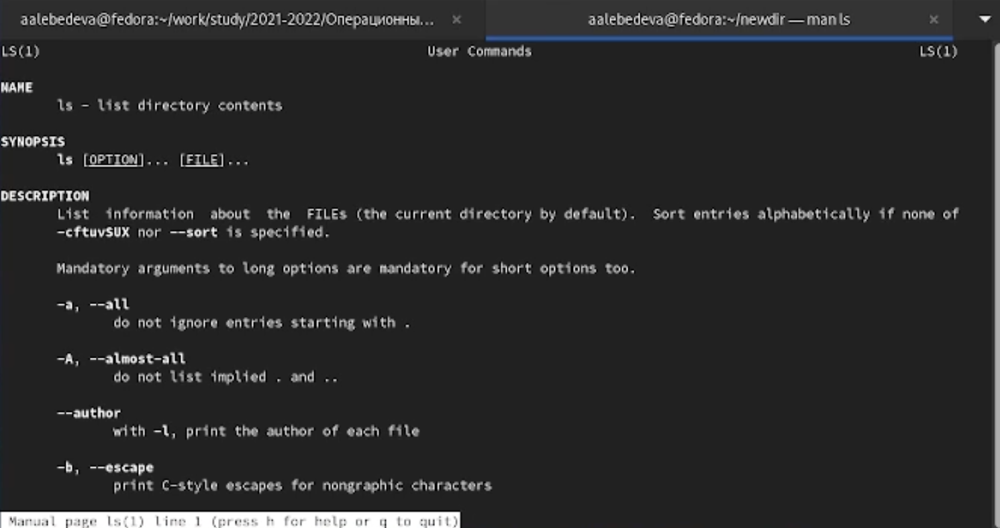 aalebedeva@fedora:~/work/study/2021-2022/Операционны...
aalebedeva@fedora:~/newdir — man ls
LS(1) User Commands LS(1)
NAME
ls - list directory contents
SYNOPSIS
ls [OPTION]... [FILE]...
DESCRIPTION
List information about the FILEs (the current directory by default). Sort entries alphabetically if none of
-cftuvSUX nor --sort is specified.
Mandatory arguments to long options are mandatory for short options too.
-a, --all
do not ignore entries starting with .
-A, --almost-all
do not list implied . and ..
--author
with -l, print the author of each file
-b, --escape
print C-style escapes for nongraphic characters
Manual page ls(1) line 1 (press h for help or q to quit)